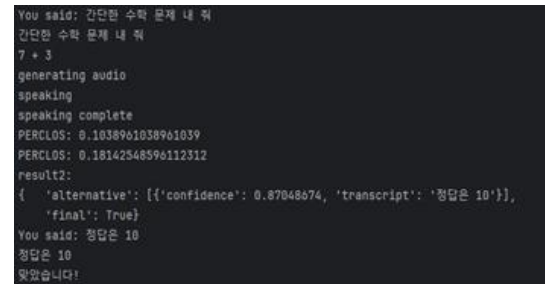 You said: 간단한 수학 문제 내 줘
간단한 수학 문제 내 줘
7 + 3
generating audio
speaking
speaking complete
PERCLOS: 0.1038961038961039
PERCLOS: 0.18142548596112312
result2:
{   'alternative': [{'confidence': 0.87048674, 'transcript': '정답은 10'}],
    'final': True}
You said: 정답은 10
정답은 10
맞았습니다!